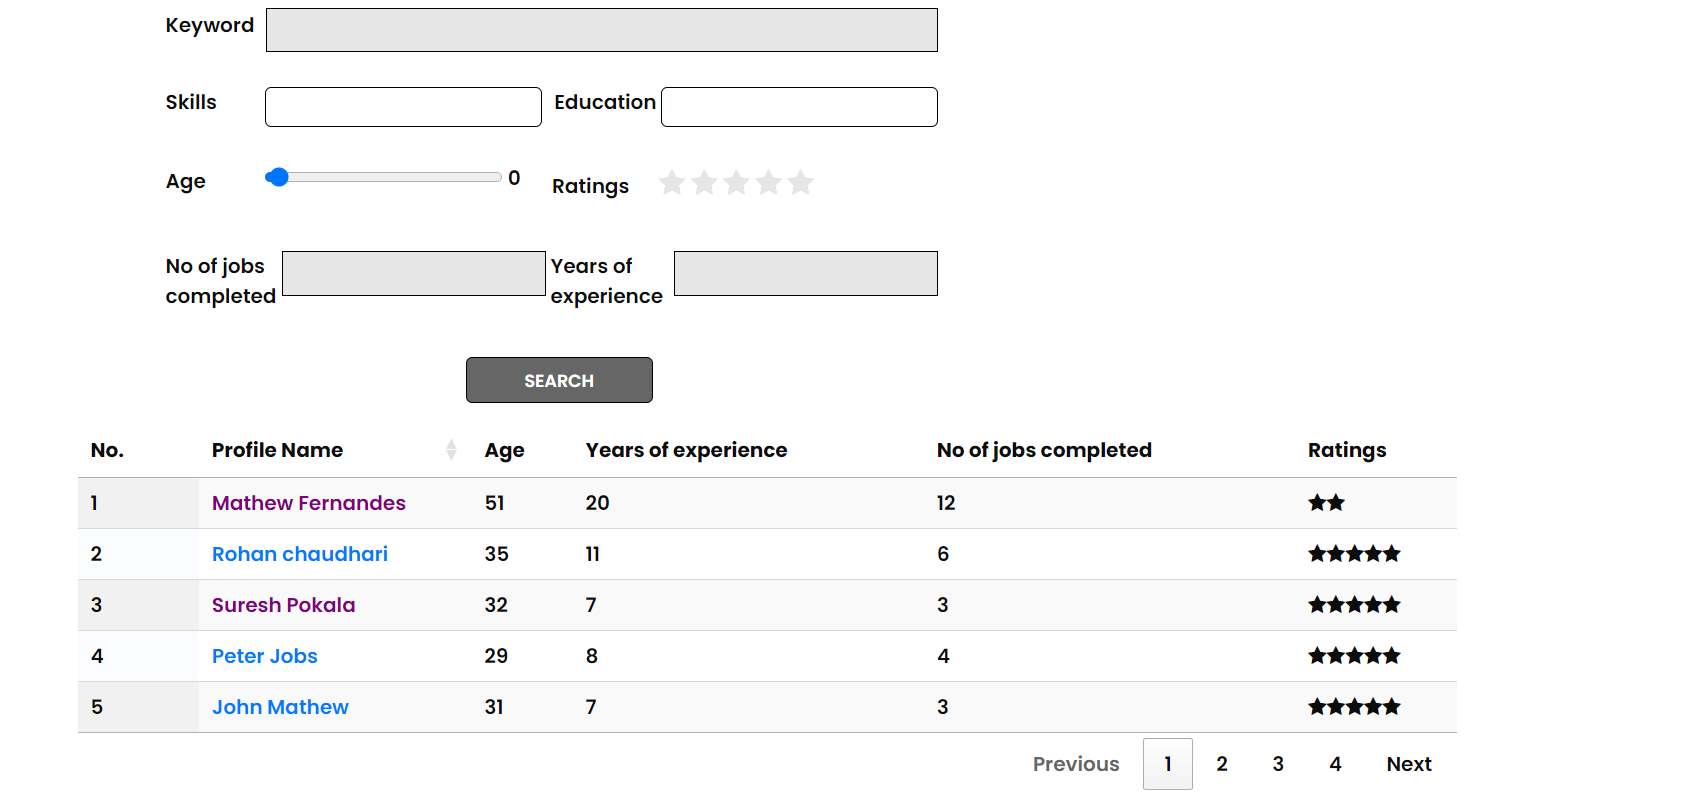 Keyword
Skills Education
Age 0 Ratings
No of jobs completed Years of experience
SEARCH
No. Profile Name Age Years of experience No of jobs completed Ratings
1 Mathew Fernandes 51 20 12
2 Rohan chaudhari 35 11 6
3 Suresh Pokala 32 7 3
4 Peter Jobs 29 8 4
5 John Mathew 31 7 3
Previous 1 2 3 4 Next